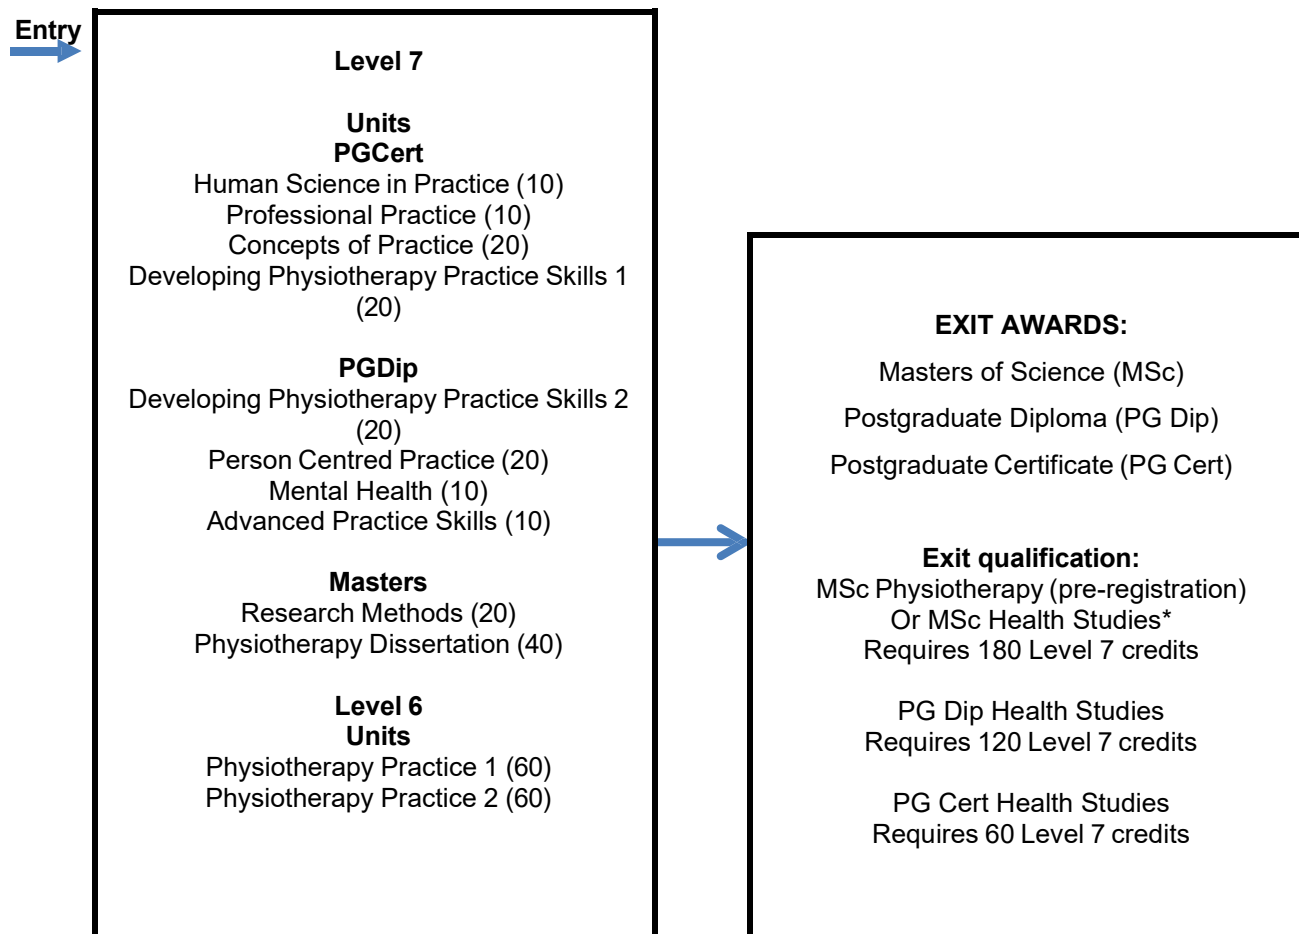 Entry
Level 7
Units
PGCert
Human Science in Practice (10)
Professional Practice (10)
Concepts of Practice (20)
Developing Physiotherapy Practice Skills 1
(20)
PGDip
Developing Physiotherapy Practice Skills 2
(20)
Person Centred Practice (20)
Mental Health (10)
Advanced Practice Skills (10)
Masters
Research Methods (20)
Physiotherapy Dissertation (40)
Level 6
Units
Physiotherapy Practice 1 (60)
Physiotherapy Practice 2 (60)
EXIT AWARDS:
Masters of Science (MSc)
Postgraduate Diploma (PG Dip)
Postgraduate Certificate (PG Cert)
Exit qualification:
MSc Physiotherapy (pre-registration)
Or MSc Health Studies*
Requires 180 Level 7 credits
PG Dip Health Studies
Requires 120 Level 7 credits
PG Cert Health Studies
Requires 60 Level 7 credits